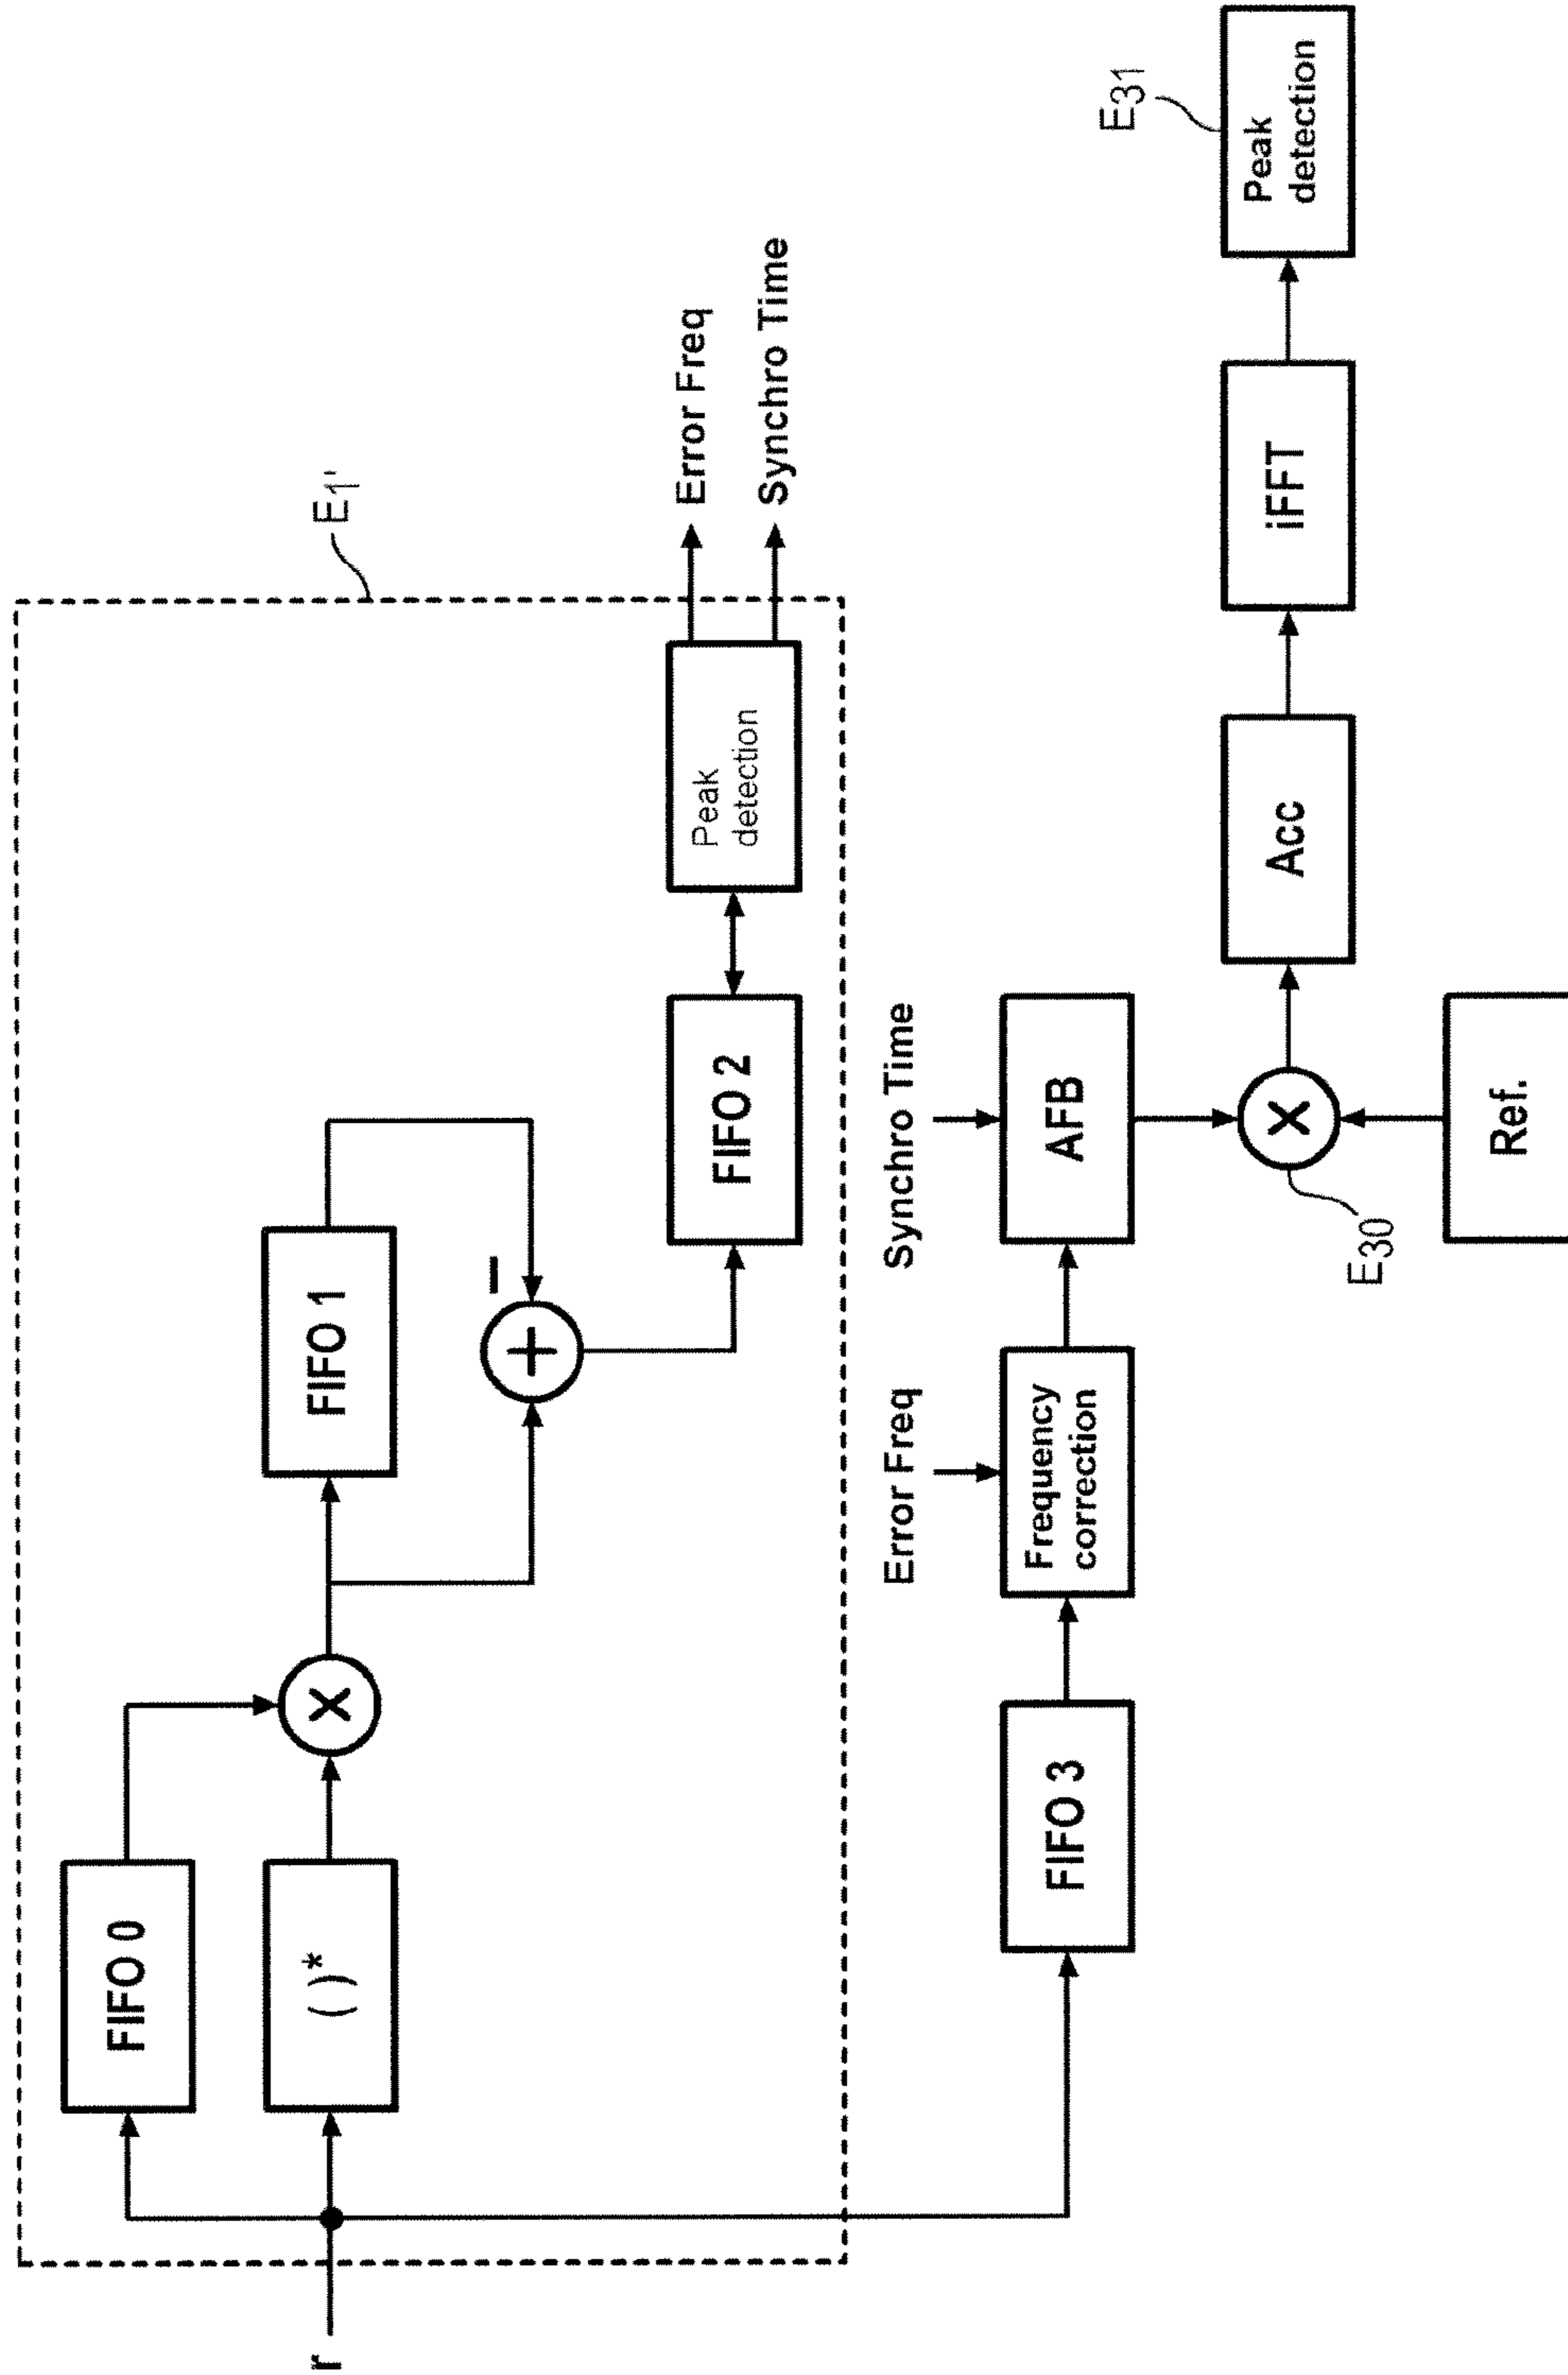 E1'
FIFO 0
( )*
r
×
FIFO 1
–
+
FIFO 2
Peak
detection
Error Freq
Synchro Time
Error Freq
Synchro Time
FIFO 3
Frequency
correction
AFB
×
E30
Ref.
Acc
iFFT
Peak
detection
E31